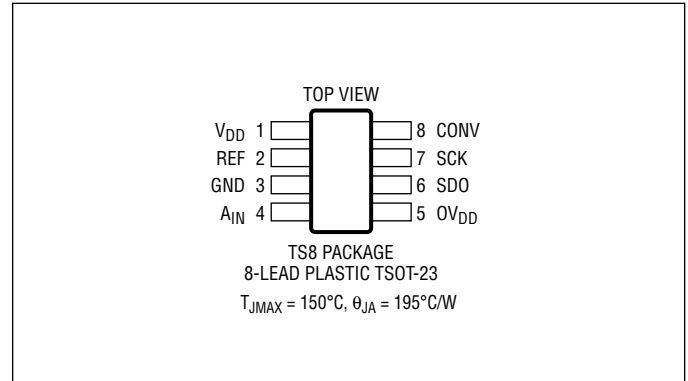 TOP VIEW
VDD 1
REF 2
GND 3
AIN 4
8 CONV
7 SCK
6 SDO
5 OVDD
TS8 PACKAGE
8-LEAD PLASTIC TSOT-23
TJMAX = 150°C, θJA = 195°C/W